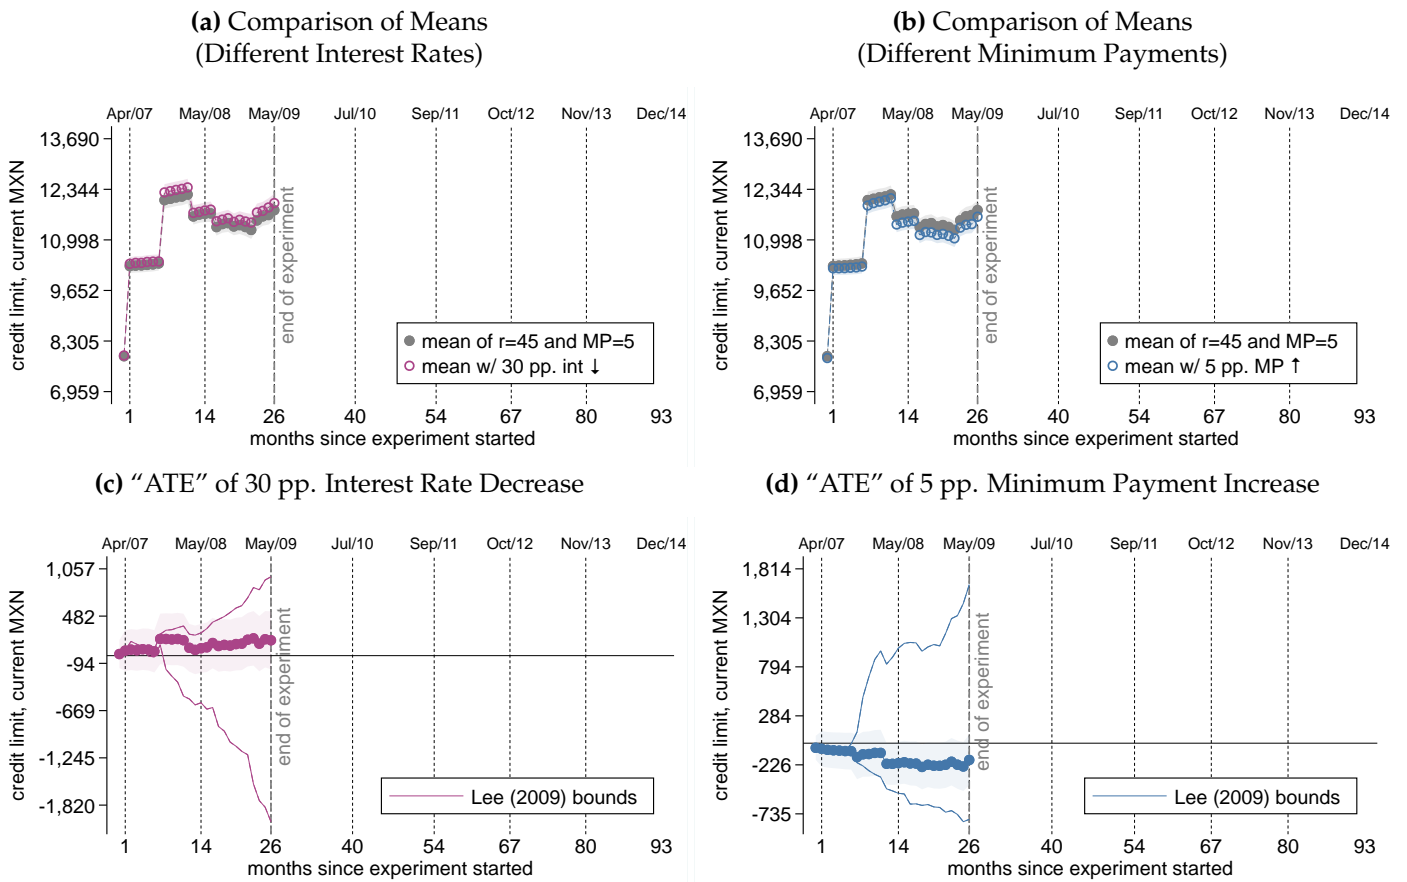 (a) Comparison of Means
(Different Interest Rates)
Apr/07 May/08 May/09 Jul/10 Sep/11 Oct/12 Nov/13 Dec/14
13,690
12,344
10,998
9,652
8,305
6,959
credit limit, current MXN
end of experiment
mean of r=45 and MP=5
mean w/ 30 pp. int ↓
1 14 26 40 54 67 80 93
months since experiment started
(b) Comparison of Means
(Different Minimum Payments)
Apr/07 May/08 May/09 Jul/10 Sep/11 Oct/12 Nov/13 Dec/14
13,690
12,344
10,998
9,652
8,305
6,959
credit limit, current MXN
end of experiment
mean of r=45 and MP=5
mean w/ 5 pp. MP ↑
1 14 26 40 54 67 80 93
months since experiment started
(c) “ATE” of 30 pp. Interest Rate Decrease
Apr/07 May/08 May/09 Jul/10 Sep/11 Oct/12 Nov/13 Dec/14
1,057
482
-94
-669
-1,245
-1,820
credit limit, current MXN
end of experiment
Lee (2009) bounds
1 14 26 40 54 67 80 93
months since experiment started
(d) “ATE” of 5 pp. Minimum Payment Increase
Apr/07 May/08 May/09 Jul/10 Sep/11 Oct/12 Nov/13 Dec/14
1,814
1,304
794
284
-226
-735
credit limit, current MXN
end of experiment
Lee (2009) bounds
1 14 26 40 54 67 80 93
months since experiment started